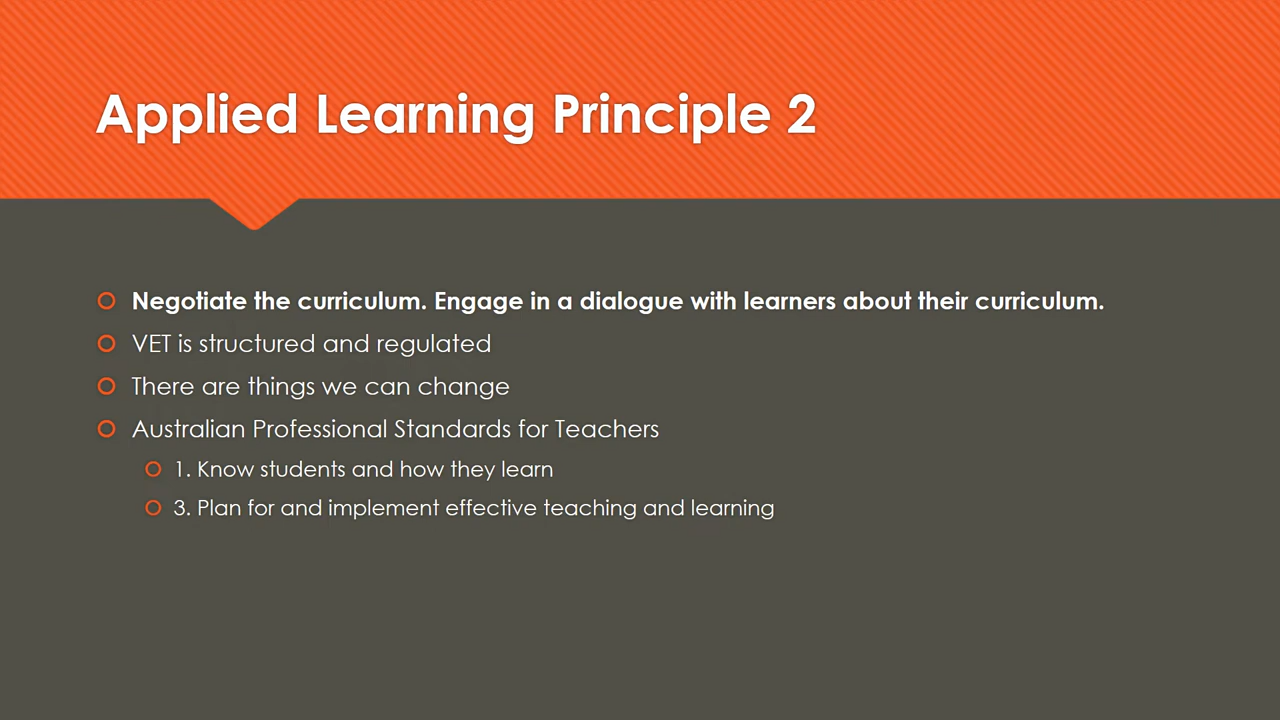 Applied Learning Principle 2
Negotiate the curriculum. Engage in a dialogue with learners about their curriculum.
VET is structured and regulated
There are things we can change
Australian Professional Standards for Teachers
1. Know students and how they learn
3. Plan for and implement effective teaching and learning